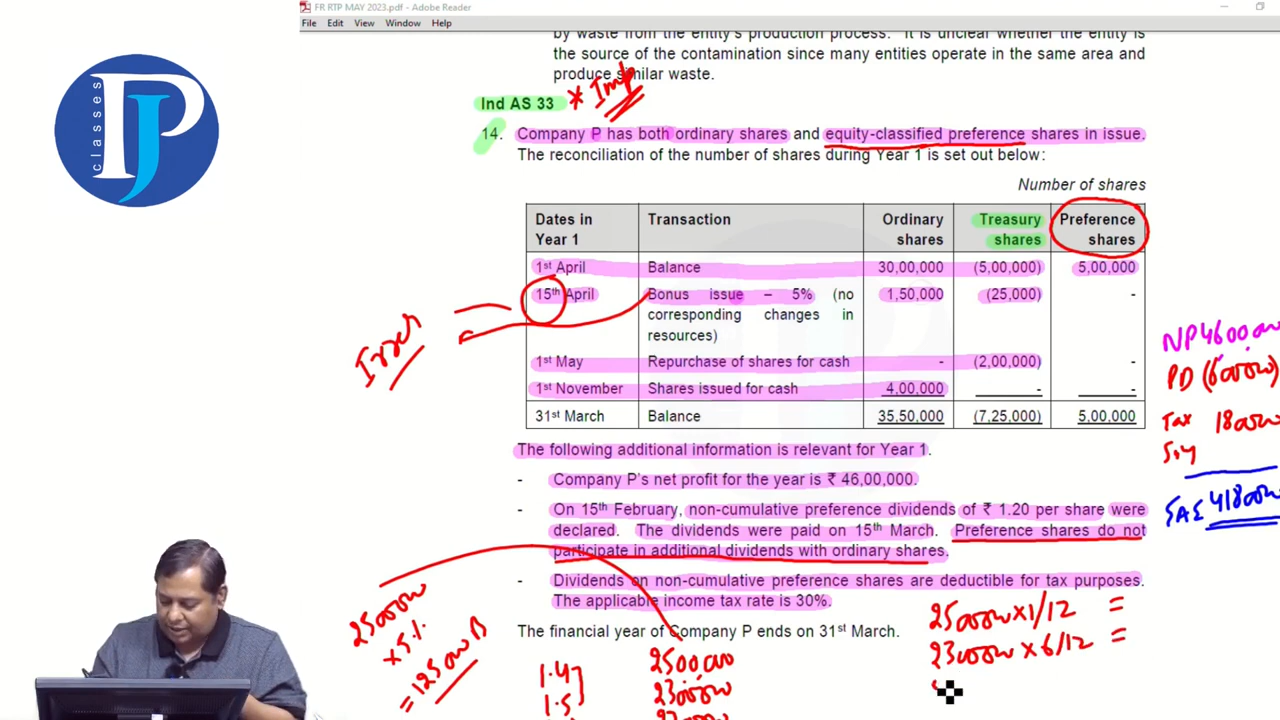 FR RTP MAY 2023.pdf - Adobe Reader
File Edit View Window Help
PJ
classes
by waste from the entity's production process. It is unclear whether the entity is
the source of the contamination since many entities operate in the same area and
produce similar waste.
Ind AS 33 * Imp
14. Company P has both ordinary shares and equity-classified preference shares in issue.
The reconciliation of the number of shares during Year 1 is set out below:
Number of shares
Dates in Year 1 Transaction Ordinary shares Treasury shares Preference shares
1st April Balance 30,00,000 (5,00,000) 5,00,000
15th April Bonus issue – 5% (no 1,50,000 (25,000) -
corresponding changes in
resources)
1st May Repurchase of shares for cash - (2,00,000) -
1st November Shares issued for cash 4,00,000 - -
31st March Balance 35,50,000 (7,25,000) 5,00,000
The following additional information is relevant for Year 1.
- Company P's net profit for the year is ₹ 46,00,000.
- On 15th February, non-cumulative preference dividends of ₹ 1.20 per share were
declared. The dividends were paid on 15th March. Preference shares do not
participate in additional dividends with ordinary shares.
- Dividends on non-cumulative preference shares are deductible for tax purposes.
The applicable income tax rate is 30%.
The financial year of Company P ends on 31st March.
NP 4600000
PD (600000)
Tax 180000
Sav
EAE 4180000
2500000
×5%
= 125000 B
1.4
1.5
2500000
2300000
2500000×1/12 =
2300000×6/12 =